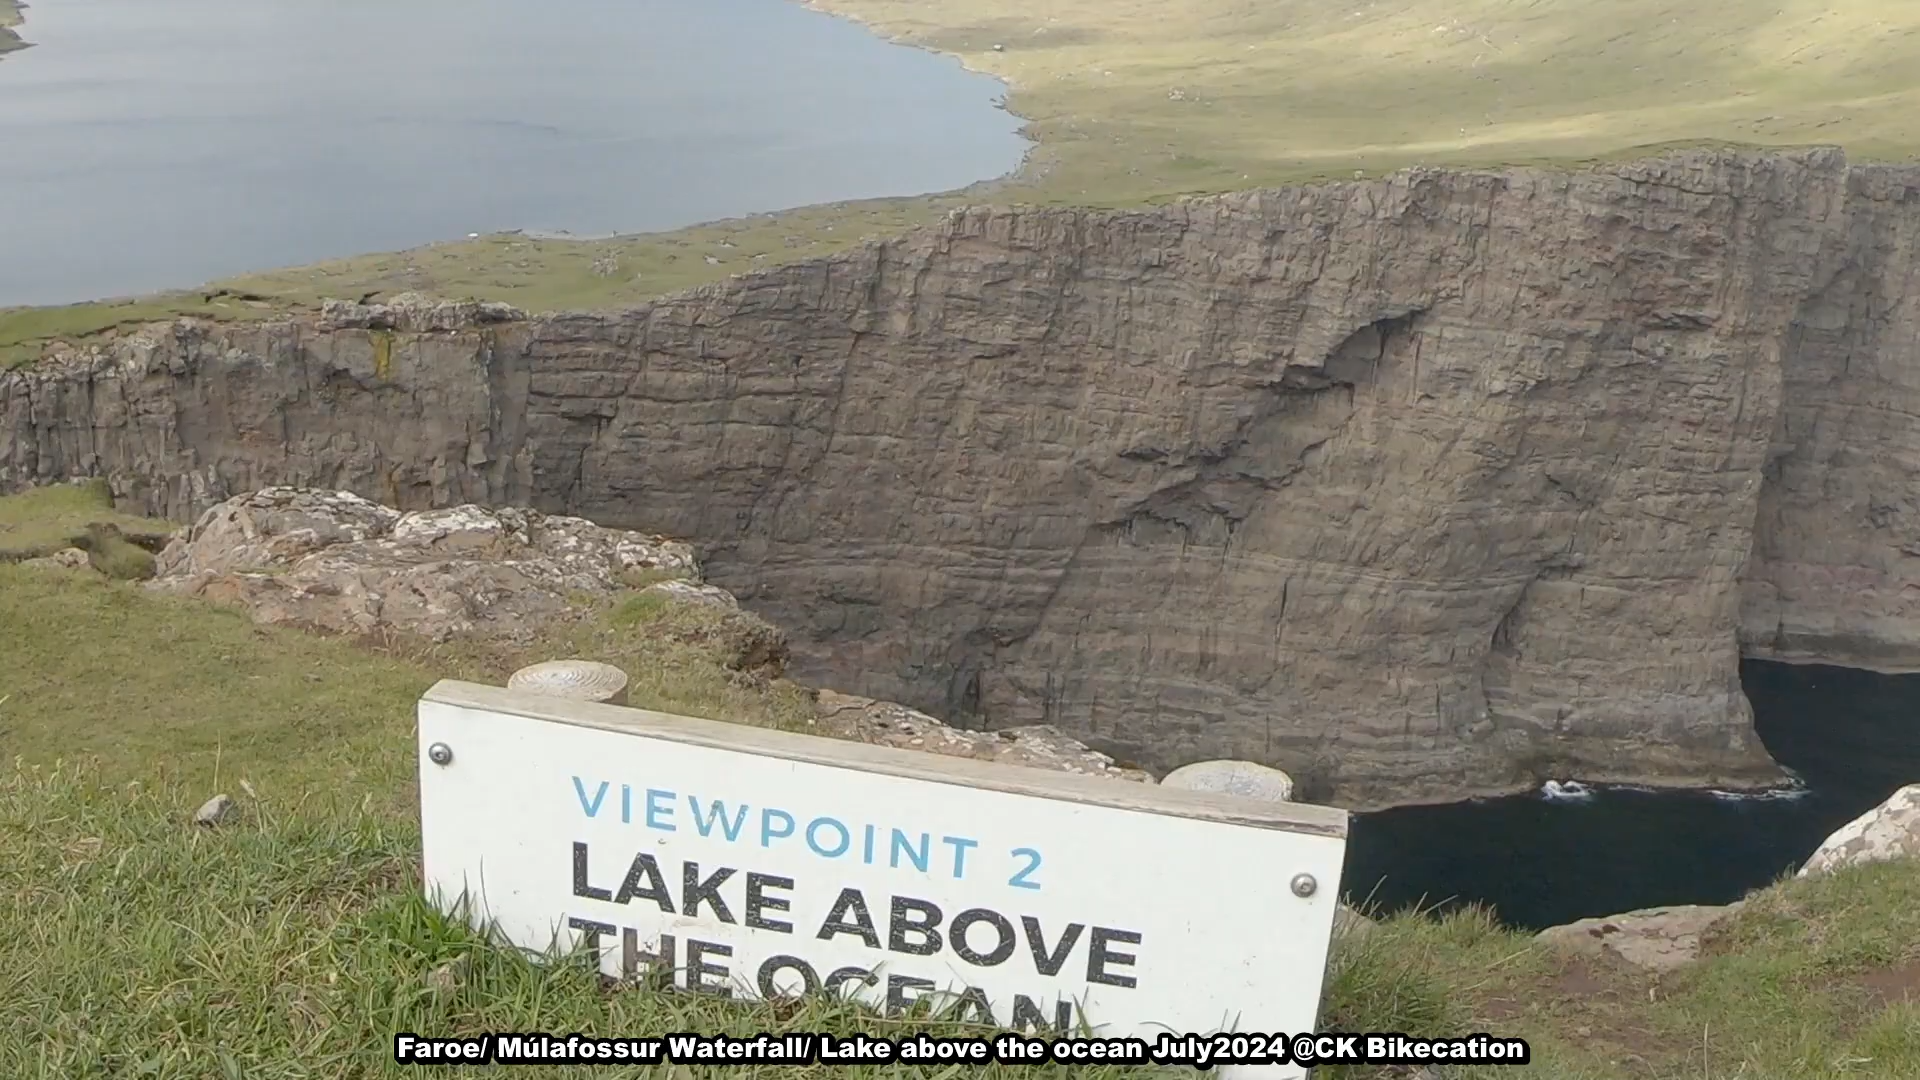 VIEWPOINT 2
LAKE ABOVE
THE OCEAN
Faroe/ Múlafossur Waterfall/ Lake above the ocean July2024 @CK Bikecation